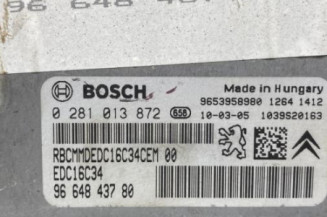 BOSCH
Made in Hungary
9653958980 1264 1412
0 281 013 872 658 10-03-05 1039S20163
RBCMMDEDC16C34CEM 00
EDC16C34
96 648 437 80